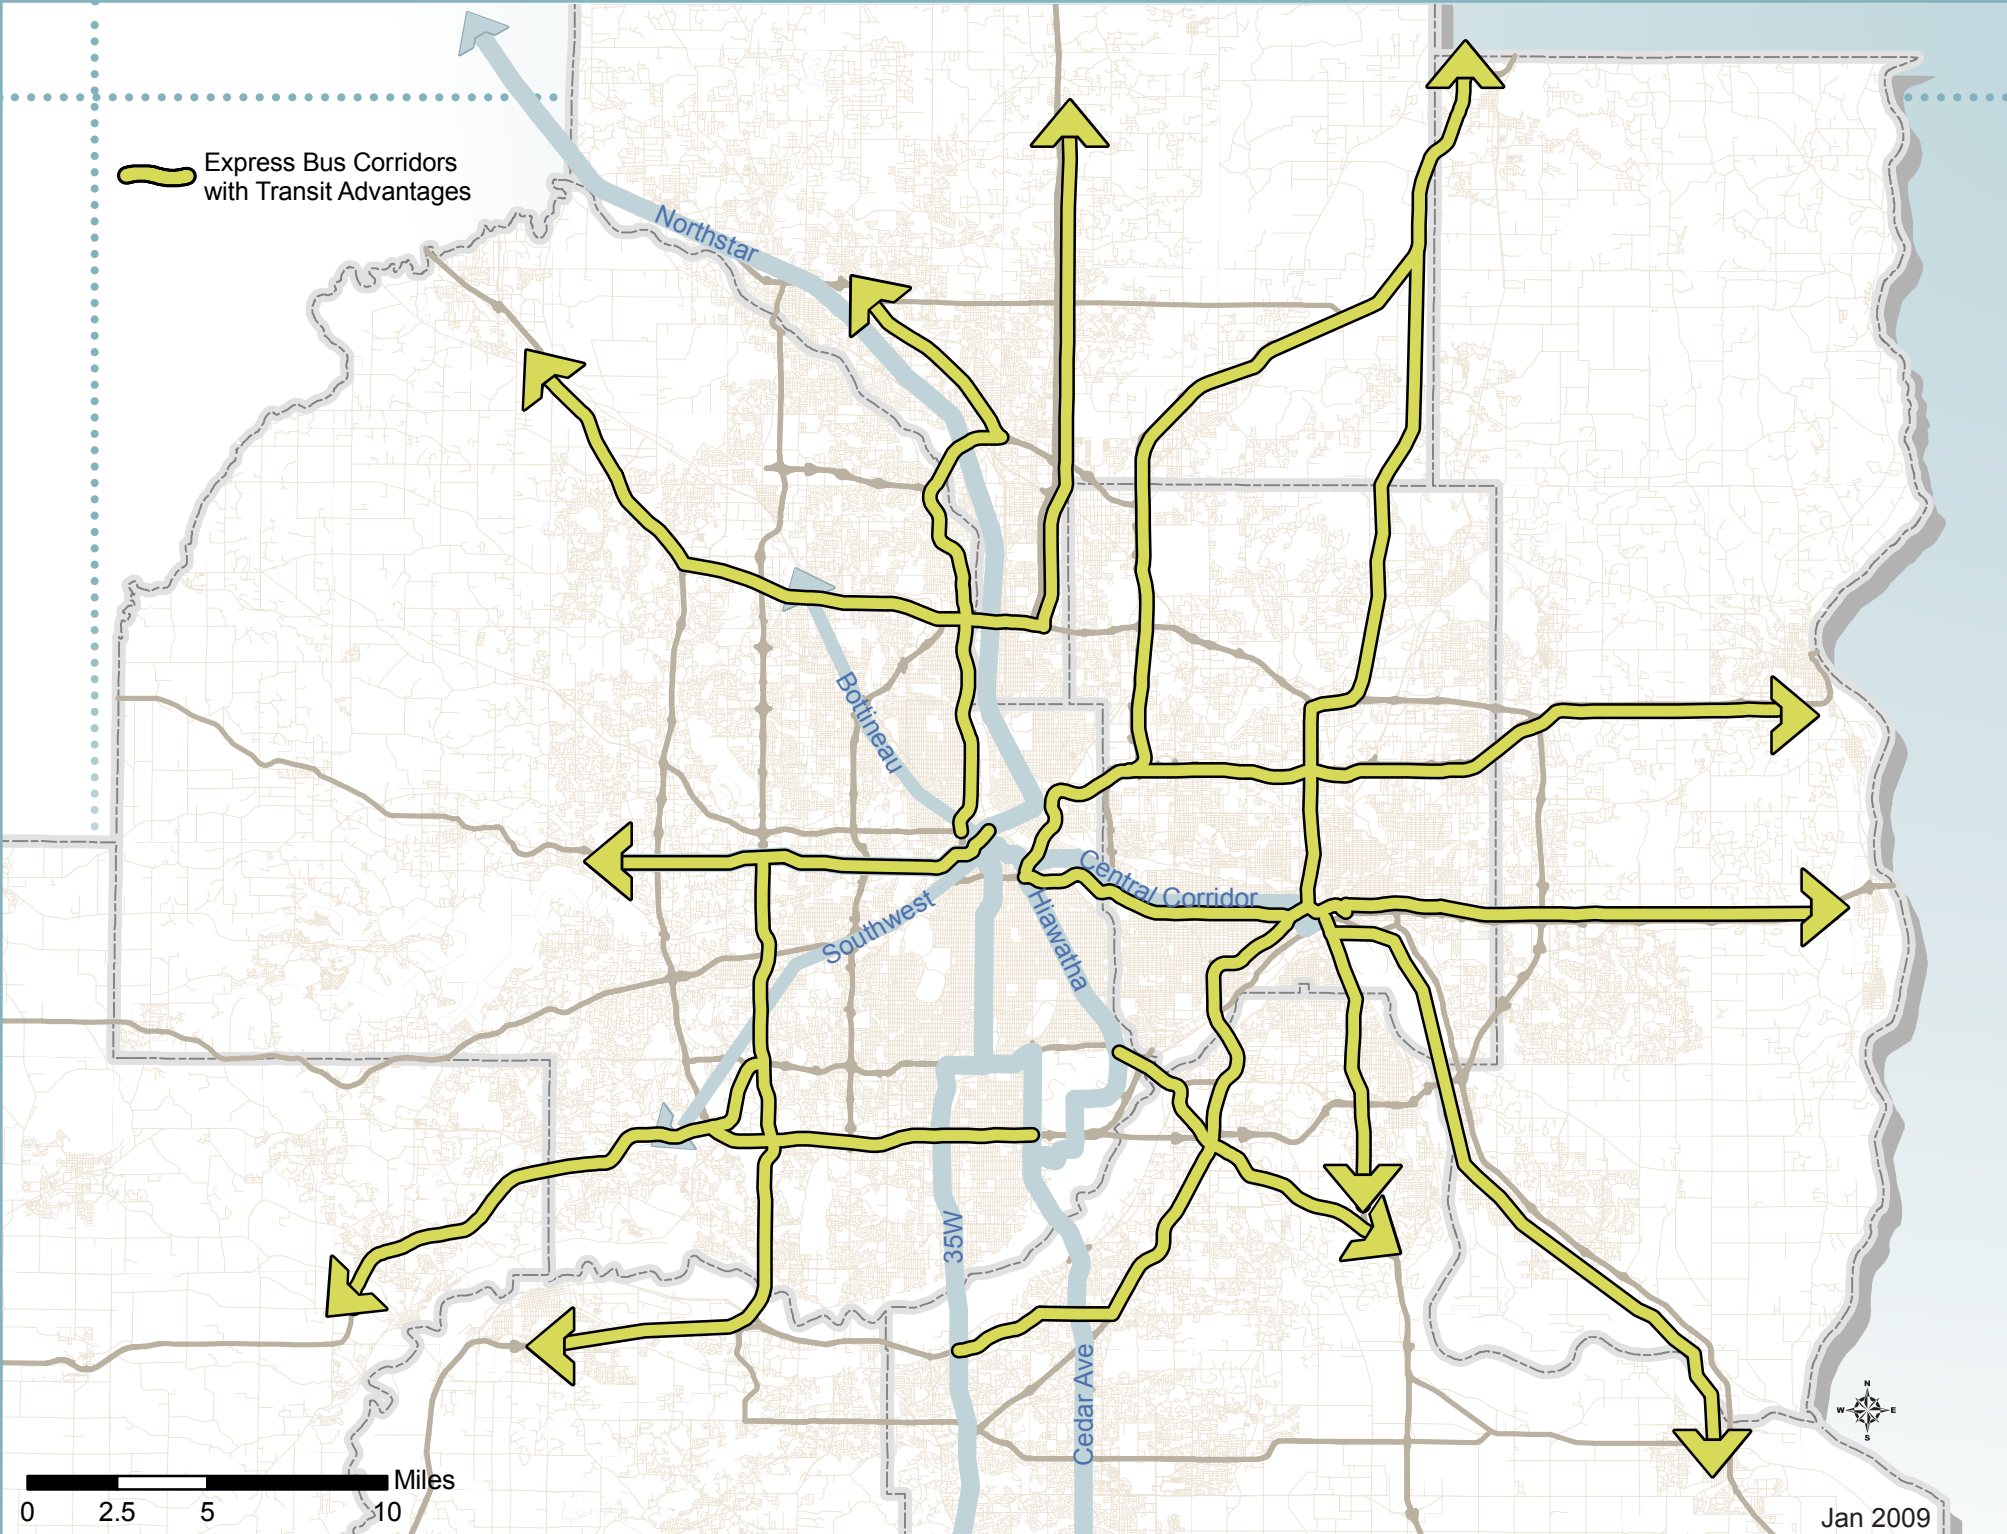 Express Bus Corridors
with Transit Advantages
Northstar
Bottineau
Central Corridor
Hiawatha
Southwest
35W
Cedar Ave
N
W E
S
Miles
0 2.5 5 10
Jan 2009